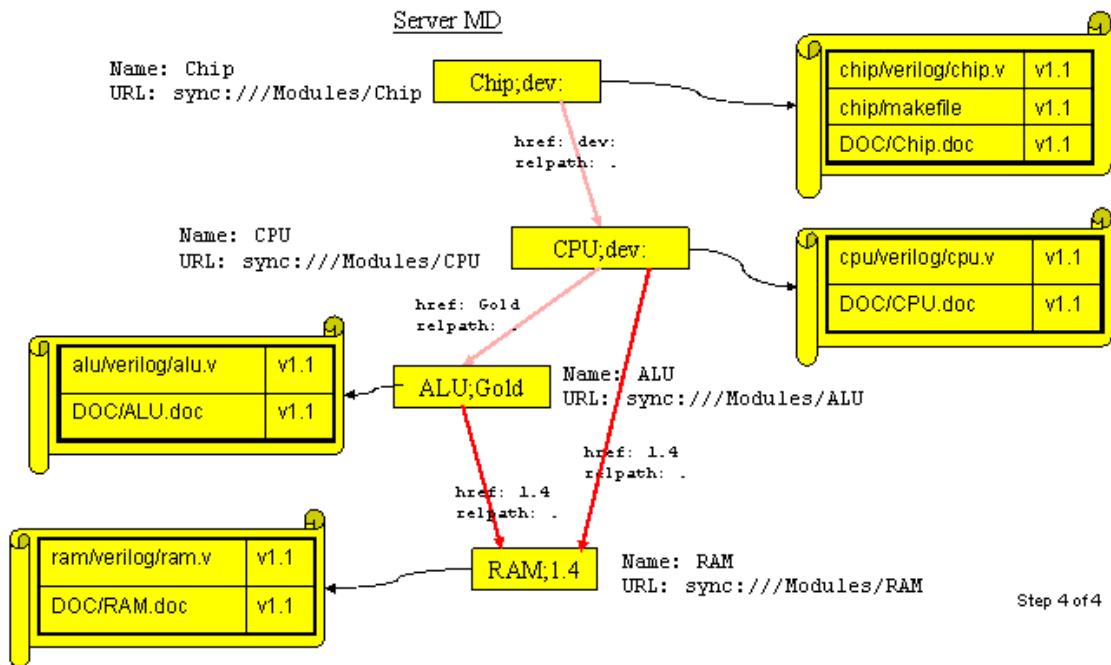 Server MD
Name: Chip
URL: sync:///Modules/Chip
Chip;dev:
chip/verilog/chip.v v1.1
chip/makefile v1.1
DOC/Chip.doc v1.1
href: dev:
relpath: .
Name: CPU
URL: sync:///Modules/CPU
CPU;dev:
cpu/verilog/cpu.v v1.1
DOC/CPU.doc v1.1
href: Gold
relpath: .
alu/verilog/alu.v v1.1
DOC/ALU.doc v1.1
ALU;Gold
Name: ALU
URL: sync:///Modules/ALU
href: 1.4
relpath: .
href: 1.4
relpath: .
ram/verilog/ram.v v1.1
DOC/RAM.doc v1.1
RAM;1.4
Name: RAM
URL: sync:///Modules/RAM
Step 4 of 4